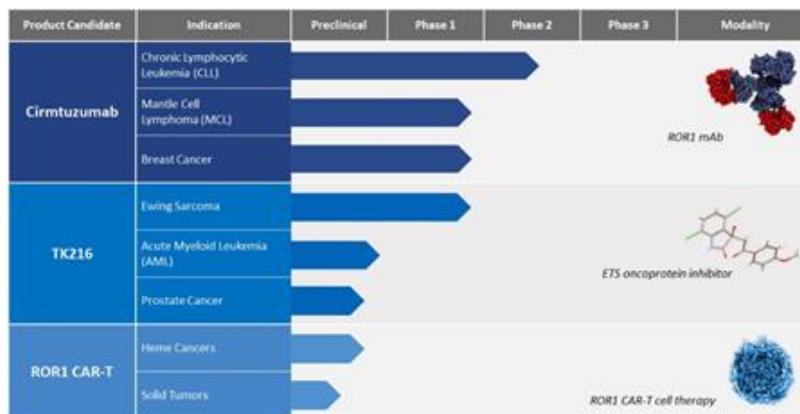 Product Candidate Indication Preclinical Phase 1 Phase 2 Phase 3 Modality
Cirmtuzumab
Chronic Lymphocytic
Leukemia (CLL)
Mantle Cell
Lymphoma (MCL)
Breast Cancer
ROR1 mAb
TK216
Ewing Sarcoma
Acute Myeloid Leukemia
(AML)
Prostate Cancer
ETS oncoprotein inhibitor
ROR1 CAR-T
Heme Cancers
Solid Tumors
ROR1 CAR-T cell therapy